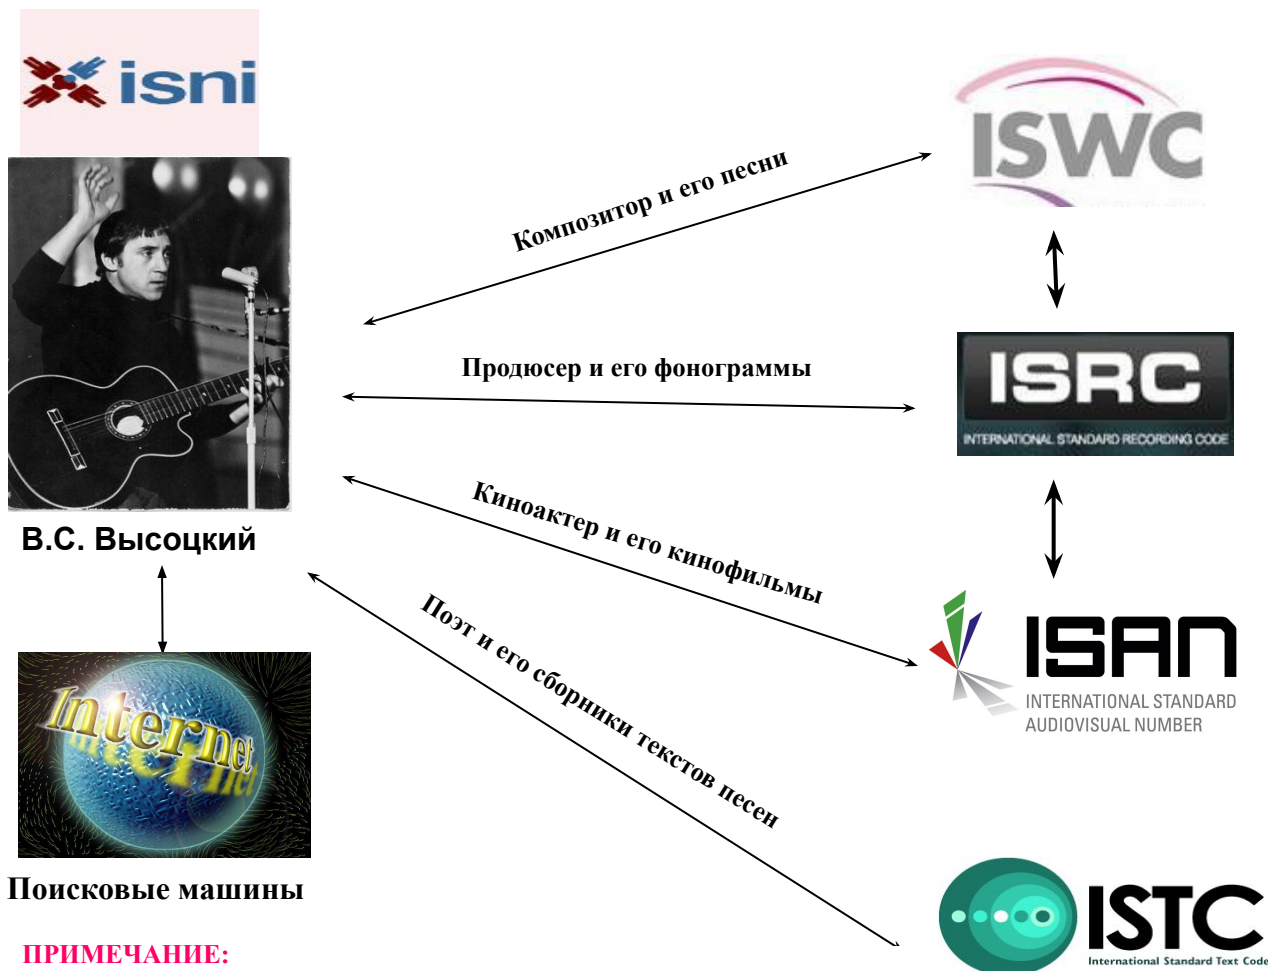 isni
ISWC
Композитор и его песни
Продюсер и его фонограммы
ISRC
INTERNATIONAL STANDARD RECORDING CODE
Киноактер и его кинофильмы
В.С. Высоцкий
Поэт и его сборники текстов песен
ISAN
INTERNATIONAL STANDARD
AUDIOVISUAL NUMBER
Internet
Поисковые машины
ISTC
International Standard Text Code
ПРИМЕЧАНИЕ: